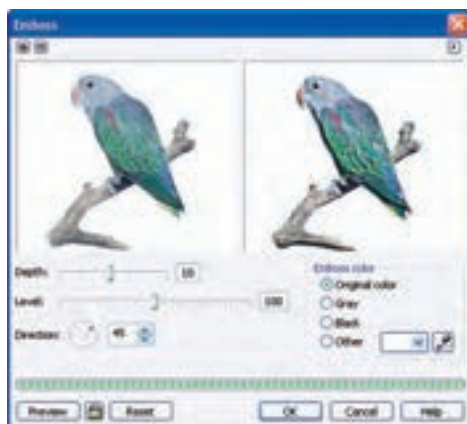 Emboss
Depth: 10
Level: 100
Direction: 45
Emboss color
Original color
Gray
Black
Other
Preview Reset OK Cancel Help